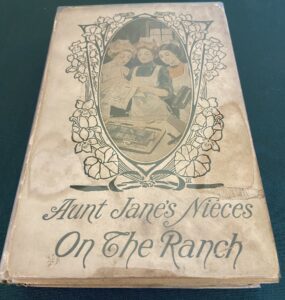 Aunt Jane's Nieces
On The Ranch